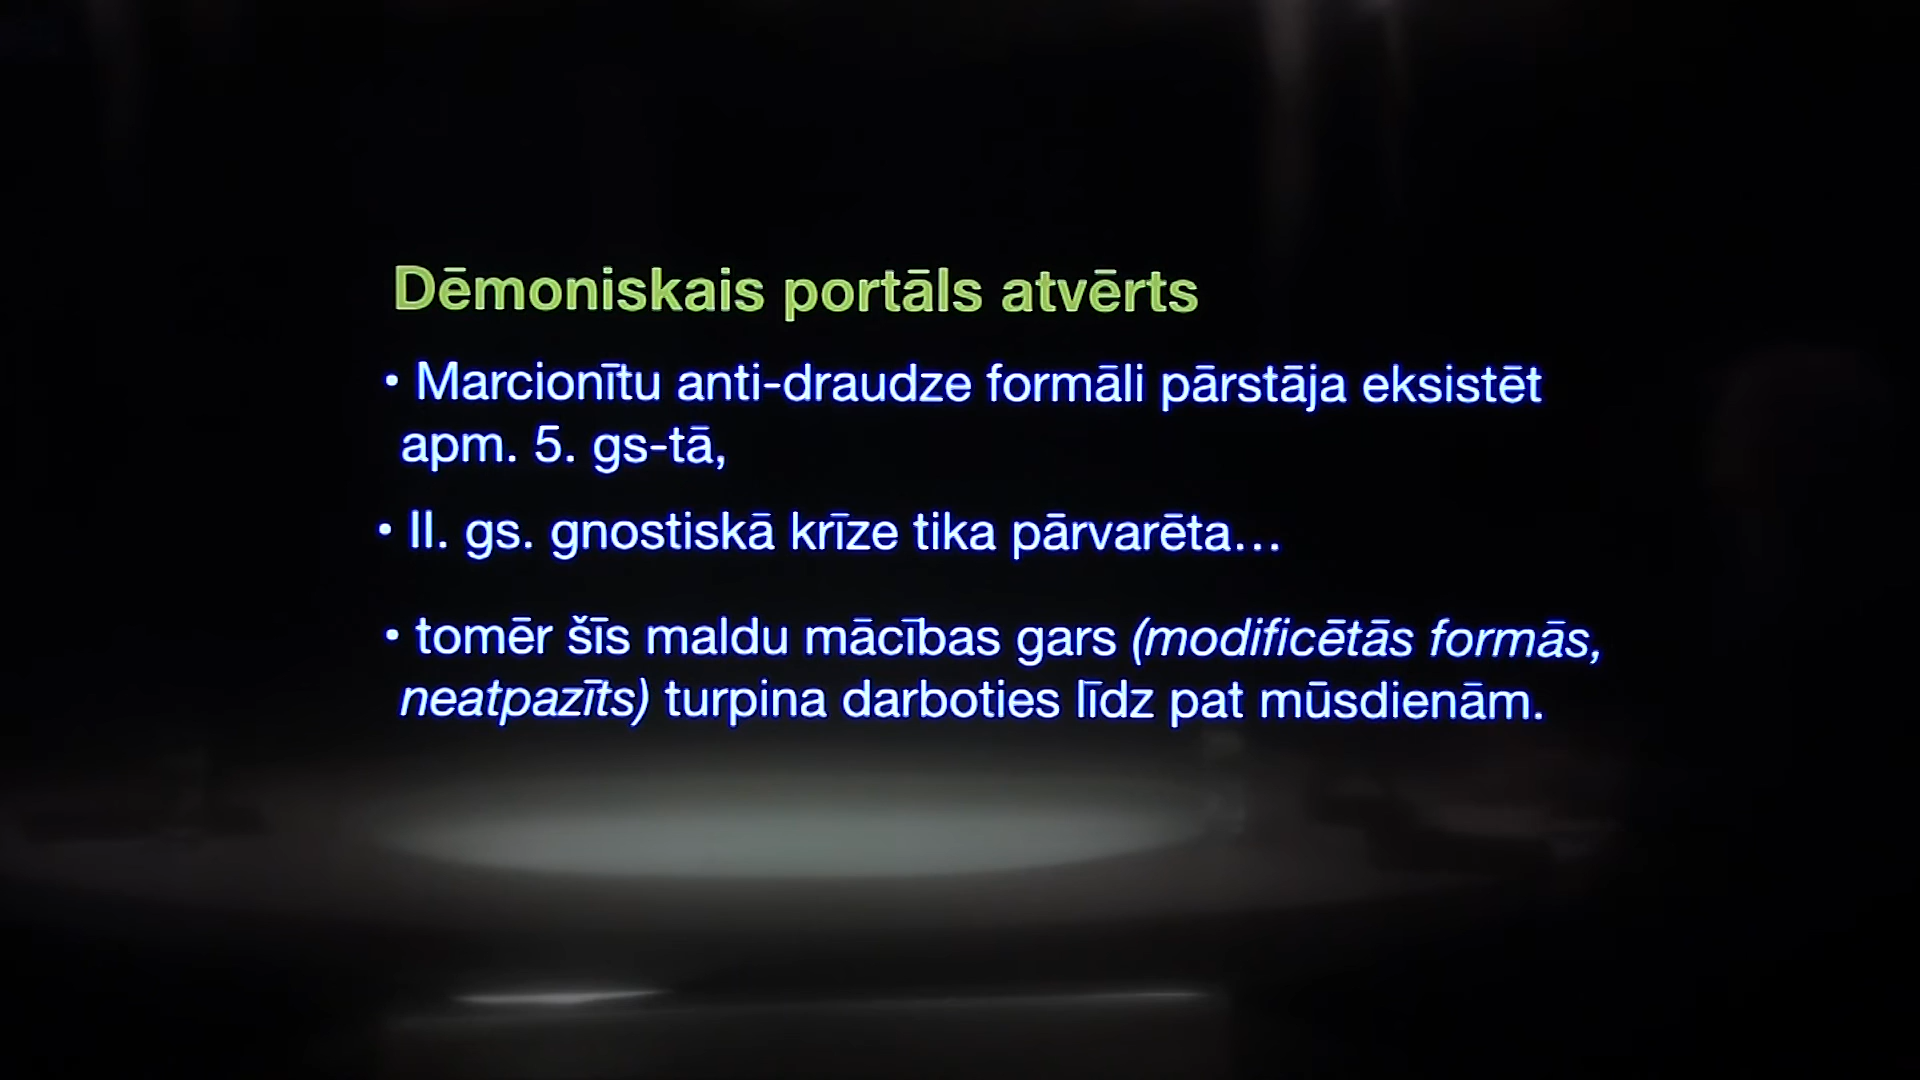 Dēmoniskais portāls atvērts
• Marcionītu anti-draudze formāli pārstāja eksistēt
apm. 5. gs-tā,
• II. gs. gnostiskā krīze tika pārvarēta…
• tomēr šīs maldu mācības gars (modificētās formās,
neatpazīts) turpina darboties līdz pat mūsdienām.